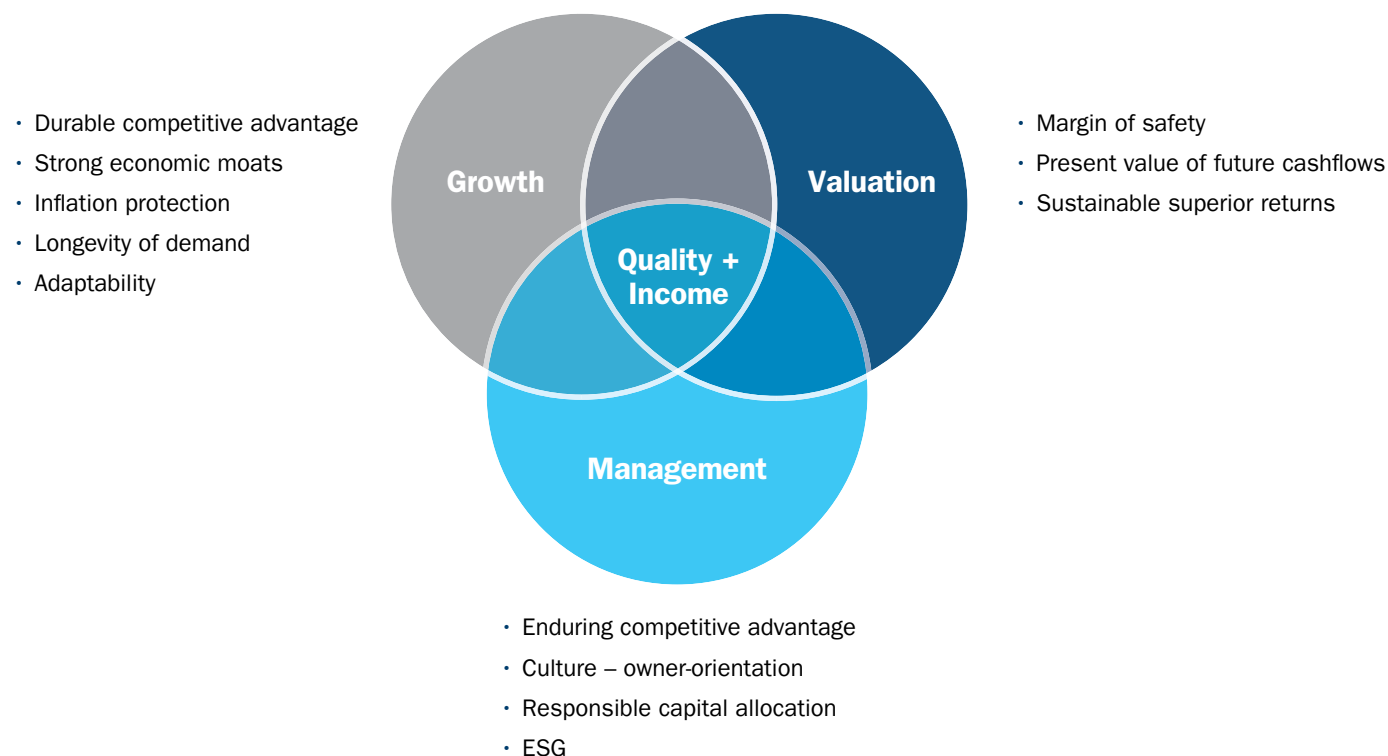 · Durable competitive advantage
· Strong economic moats
· Inflation protection
· Longevity of demand
· Adaptability
Growth
Valuation
Quality +
Income
Management
· Margin of safety
· Present value of future cashflows
· Sustainable superior returns
· Enduring competitive advantage
· Culture – owner-orientation
· Responsible capital allocation
· ESG